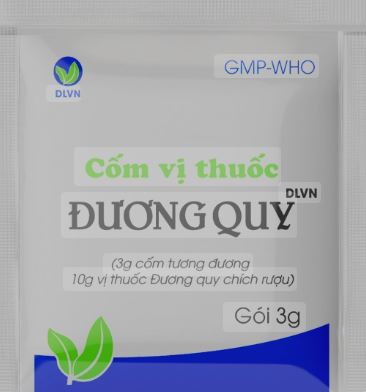 GMP-WHO
DLVN
Cốm vị thuốc
ĐƯƠNG QUY DLVN
(3g cốm tương đương
10g vị thuốc Đương quy chích rượu)
Gói 3g